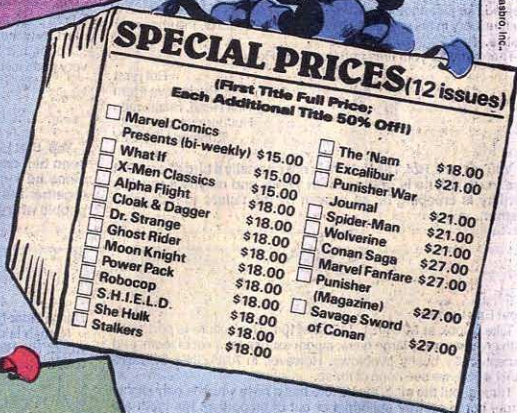 asbro, Inc.,
SPECIAL PRICES (12 issues)
(First Title Full Price;
Each Additional Title 50% Off!)
Marvel Comics
Presents (bi-weekly) $15.00
What If $15.00
X-Men Classics $15.00
Alpha Flight $18.00
Cloak & Dagger $18.00
Dr. Strange $18.00
Ghost Rider $18.00
Moon Knight $18.00
Power Pack $18.00
Robocop $18.00
S.H.I.E.L.D. $18.00
She Hulk $18.00
Stalkers $18.00
The 'Nam $18.00
Excalibur $21.00
Punisher War
Journal $21.00
Spider-Man $21.00
Wolverine $21.00
Conan Saga $27.00
Marvel Fanfare $27.00
Punisher
(Magazine) $27.00
Savage Sword
of Conan $27.00